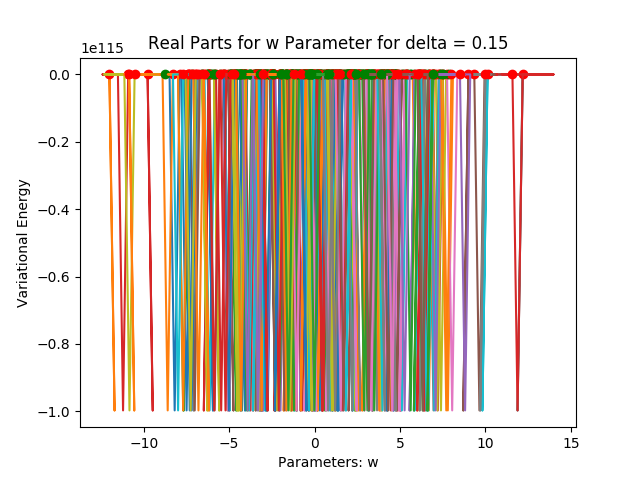 Real Parts for w Parameter for delta = 0.15
1e115
0.0
−0.2
−0.4
−0.6
−0.8
−1.0
Variational Energy
−10 −5 0 5 10 15
Parameters: w